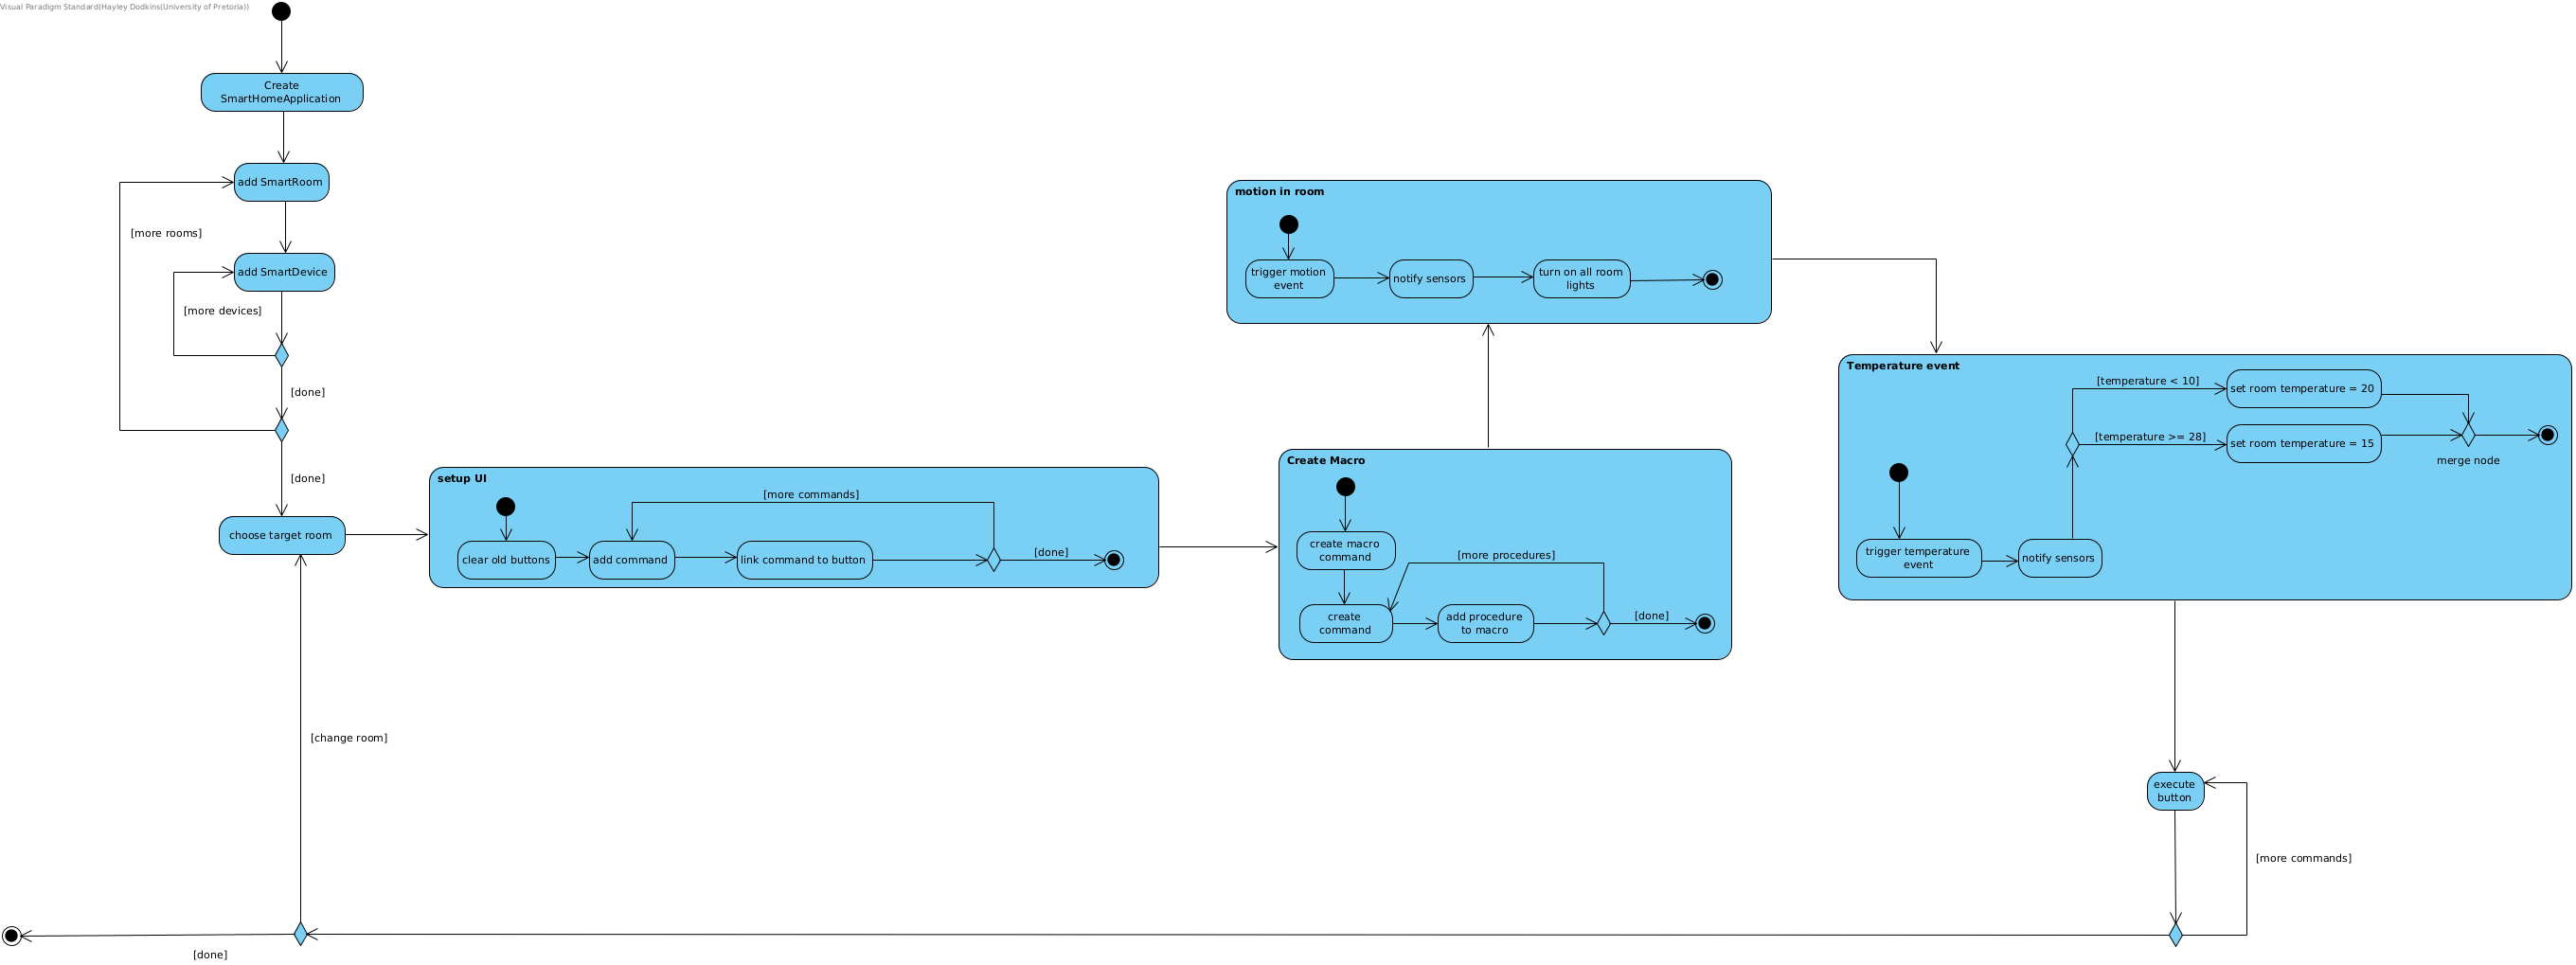 Visual Paradigm Standard(Hayley Dodkins(University of Pretoria))
Create
SmartHomeApplication
add SmartRoom
[more rooms]
add SmartDevice
[more devices]
[done]
[done]
choose target room
setup UI
[more commands]
clear old buttons
add command
link command to button
[done]
Create Macro
create macro
command
[more procedures]
create
command
add procedure
to macro
[done]
motion in room
trigger motion
event
notify sensors
turn on all room
lights
Temperature event
[temperature < 10]
set room temperature = 20
[temperature >= 28]
set room temperature = 15
merge node
trigger temperature
event
notify sensors
execute
button
[more commands]
[change room]
[done]